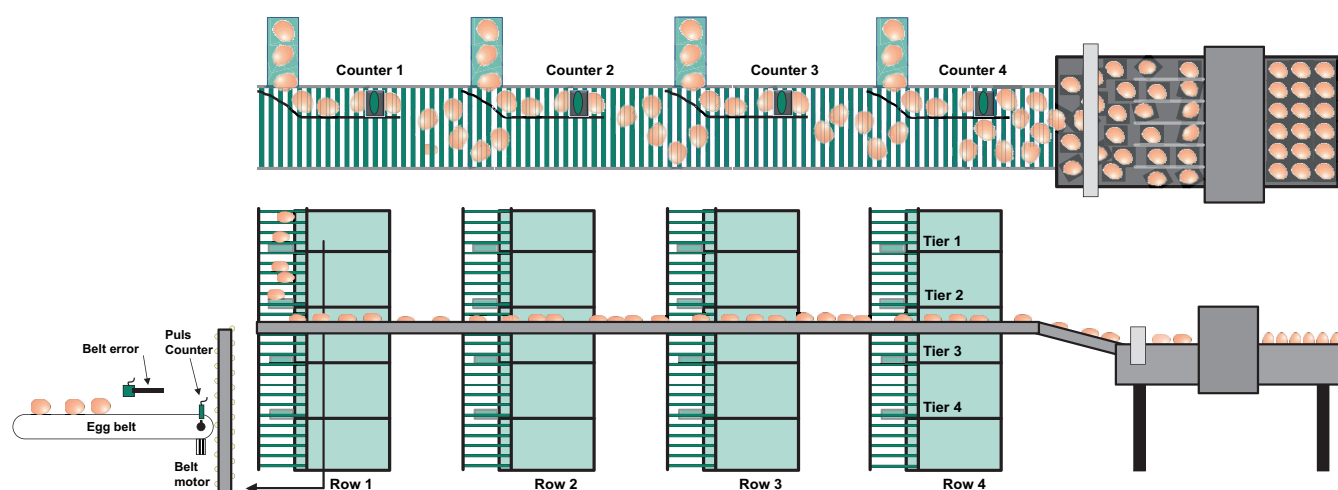 Counter 1
Counter 2
Counter 3
Counter 4
Tier 1
Tier 2
Tier 3
Tier 4
Puls
Counter
Belt error
Egg belt
Belt
motor
Row 1
Row 2
Row 3
Row 4